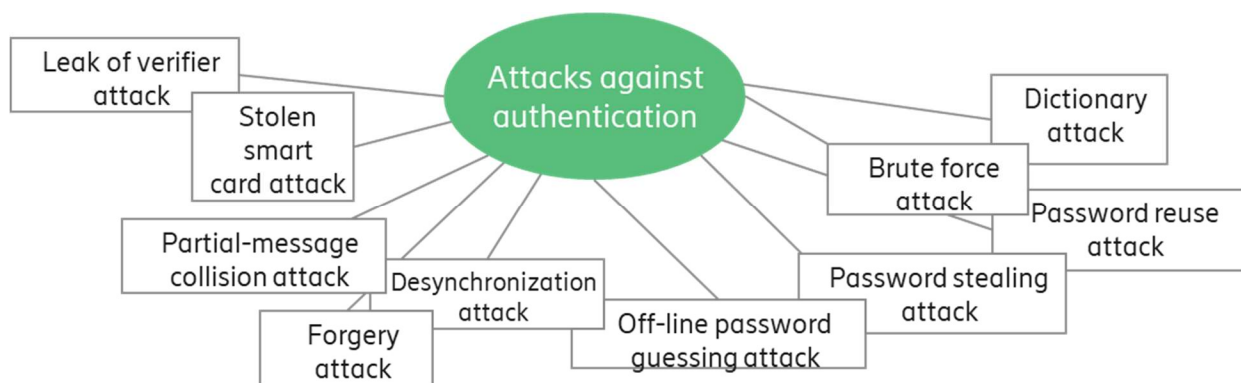 Attacks against
authentication
Leak of verifier
attack
Stolen
smart
card attack
Partial-message
collision attack
Forgery
attack
Desynchronization
attack
Off-line password
guessing attack
Password stealing
attack
Password reuse
attack
Brute force
attack
Dictionary
attack